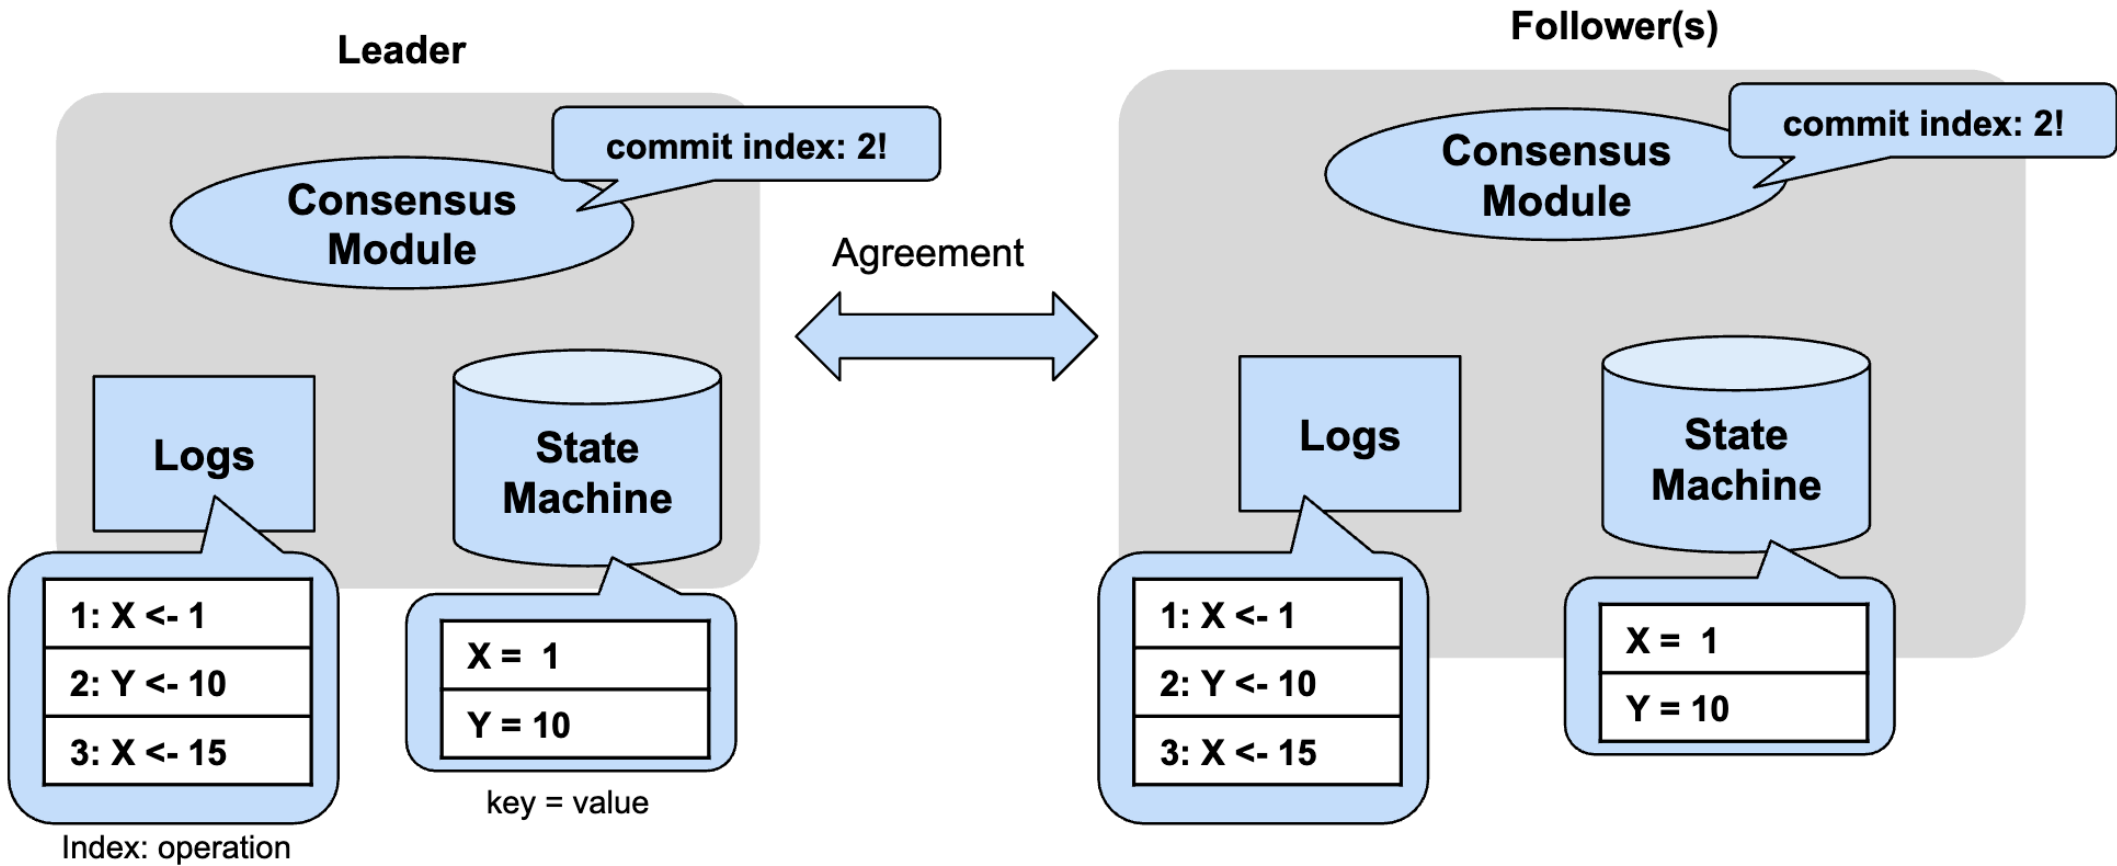 Leader
commit index: 2!
Consensus
Module
Logs
State
Machine
1: X <- 1
2: Y <- 10
3: X <- 15
Index: operation
X =  1
Y = 10
key = value
Agreement
Follower(s)
commit index: 2!
Consensus
Module
Logs
State
Machine
1: X <- 1
2: Y <- 10
3: X <- 15
X =  1
Y = 10